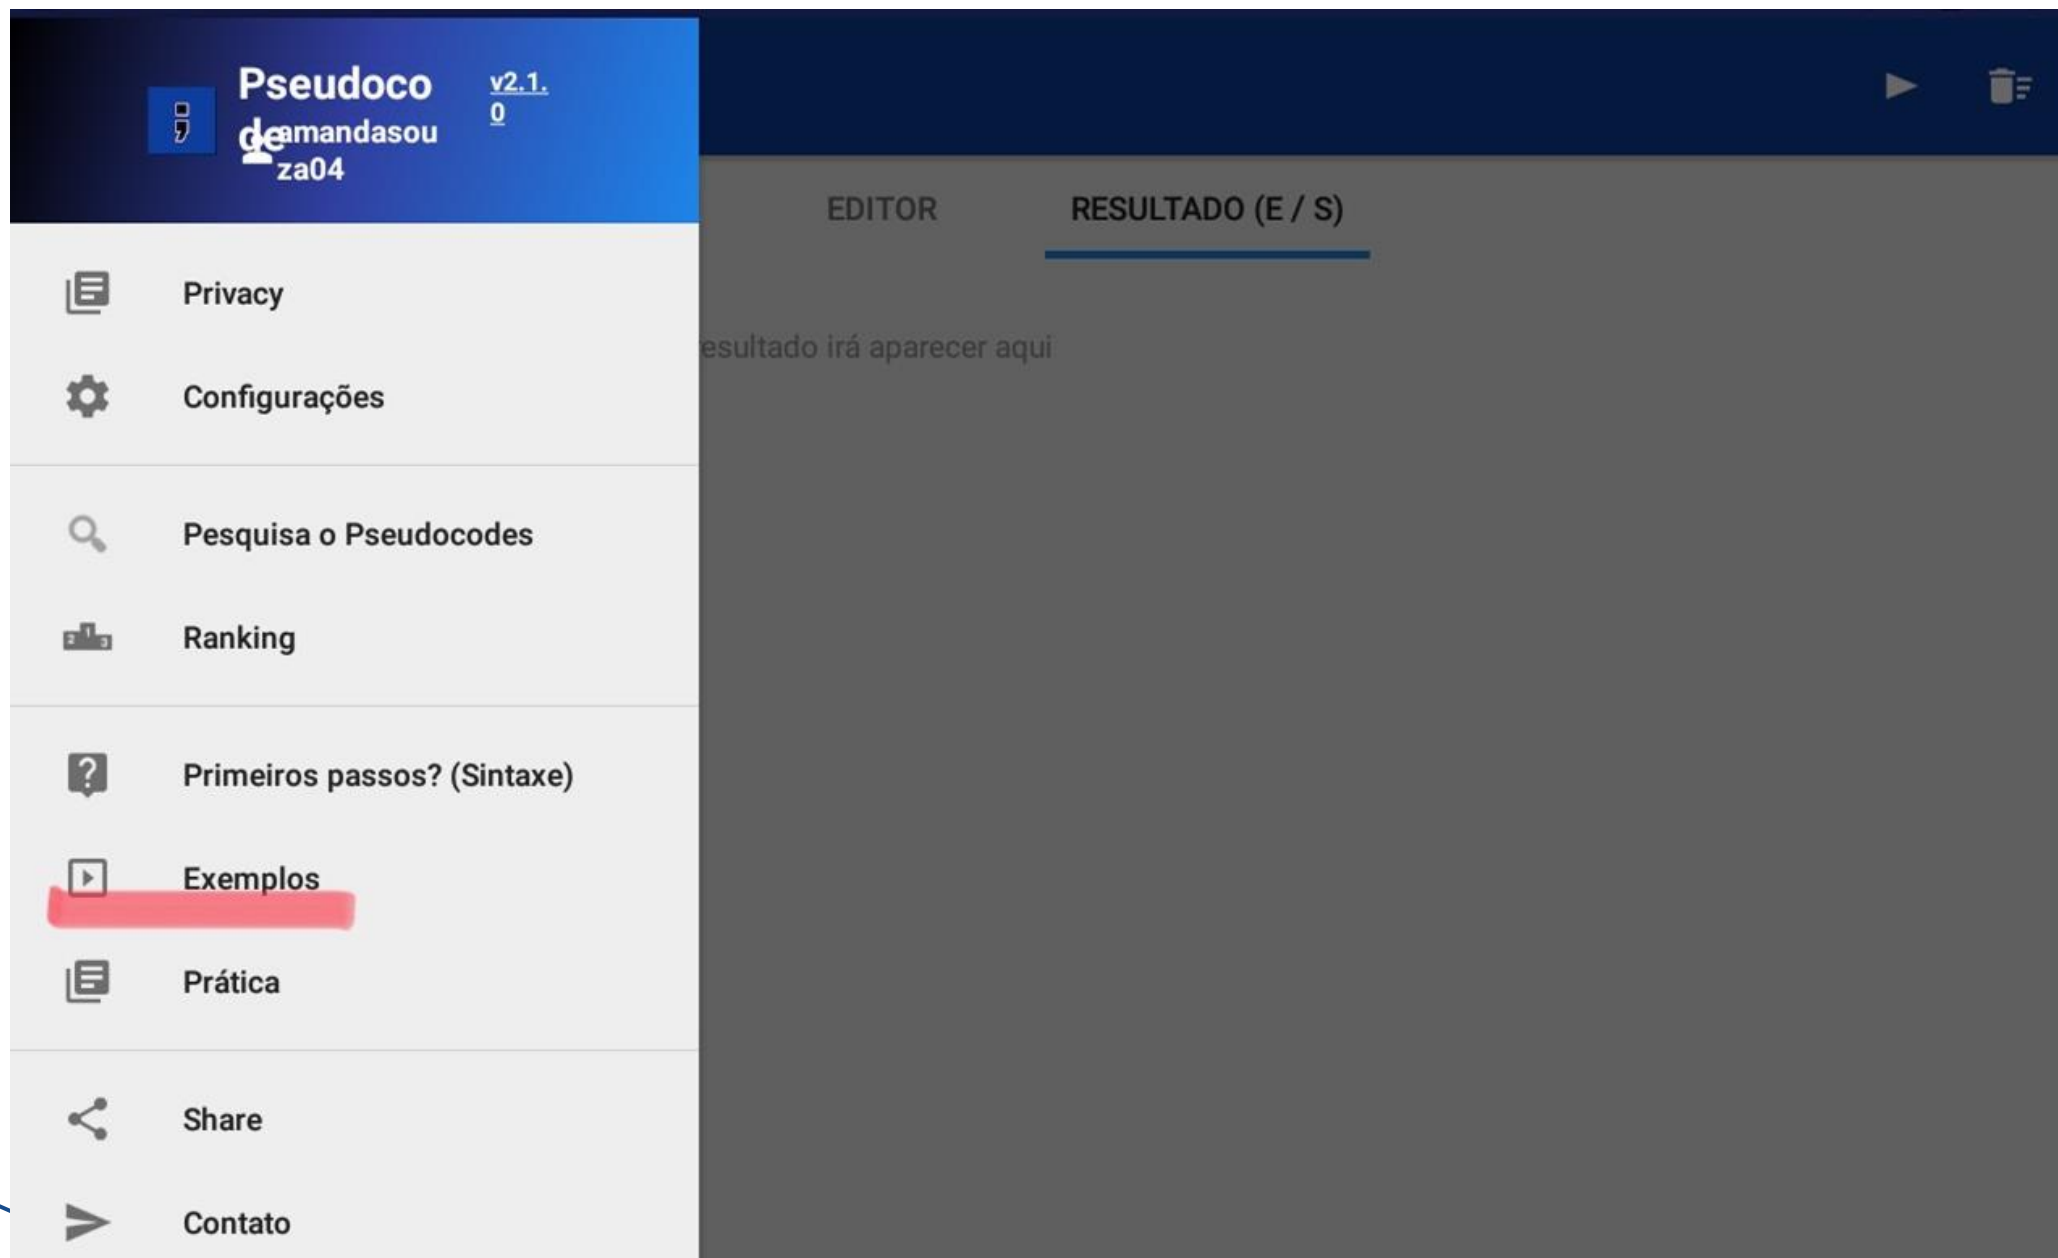 Pseudoco
de
v2.1.
0
amandasou
za04
EDITOR
RESULTADO (E / S)
Privacy
esultado irá aparecer aqui
Configurações
Pesquisa o Pseudocodes
Ranking
Primeiros passos? (Sintaxe)
Exemplos
Prática
Share
Contato